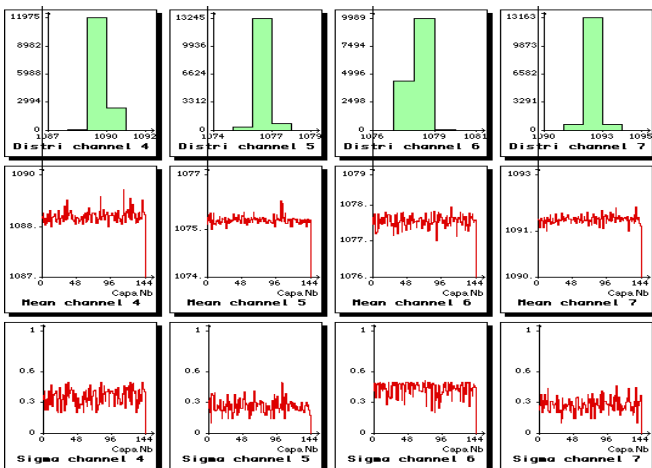 11975 13245 9989 13163
8982 9936 7494 9873
5988 6624 4996 6582
2994 3312 2498 3291
0 0 0 0
1087 1090 1092 1074 1077 1079 1076 1079 1081 1090 1093 1095
Distri channel 4 Distri channel 5 Distri channel 6 Distri channel 7
1090 1077 1079 1093
1088 1075 1078. 1091.
1077.
1087. 1074 1076. 1090.
0 48 96 144 0 48 96 144 0 48 96 144 0 48 96 144
Capa.Nb Capa.Nb Capa.Nb Capa.Nb
Mean channel 4 Mean channel 5 Mean channel 6 Mean channel 7
1 1 1 1
0.6 0.6 0.6 0.6
0.3 0.3 0.3 0.3
0 0 0 0
0 48 96 144 0 48 96 144 0 48 96 144 0 48 96 144
Capa.Nb Capa.Nb Capa.Nb Capa.Nb
Sigma channel 4 Sigma channel 5 Sigma channel 6 Sigma channel 7